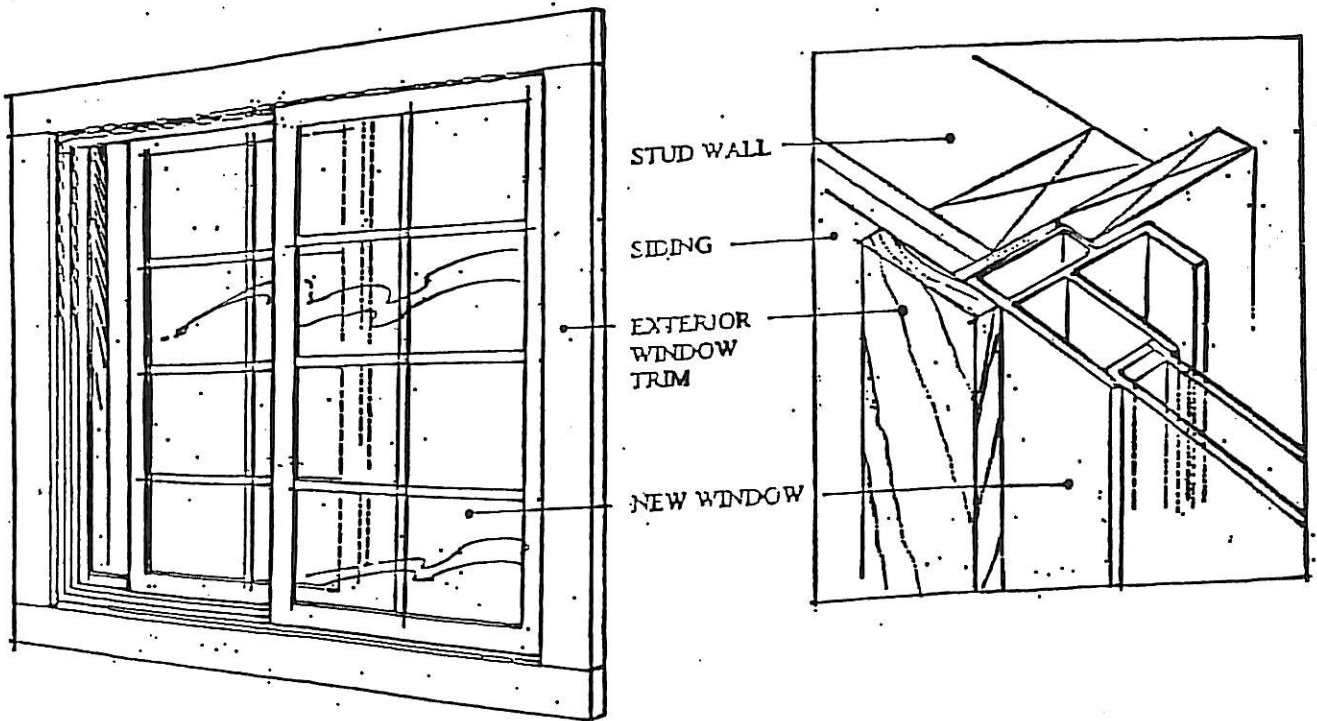 STUD WALL
SIDING
EXTERIOR
WINDOW
TRIM
NEW WINDOW